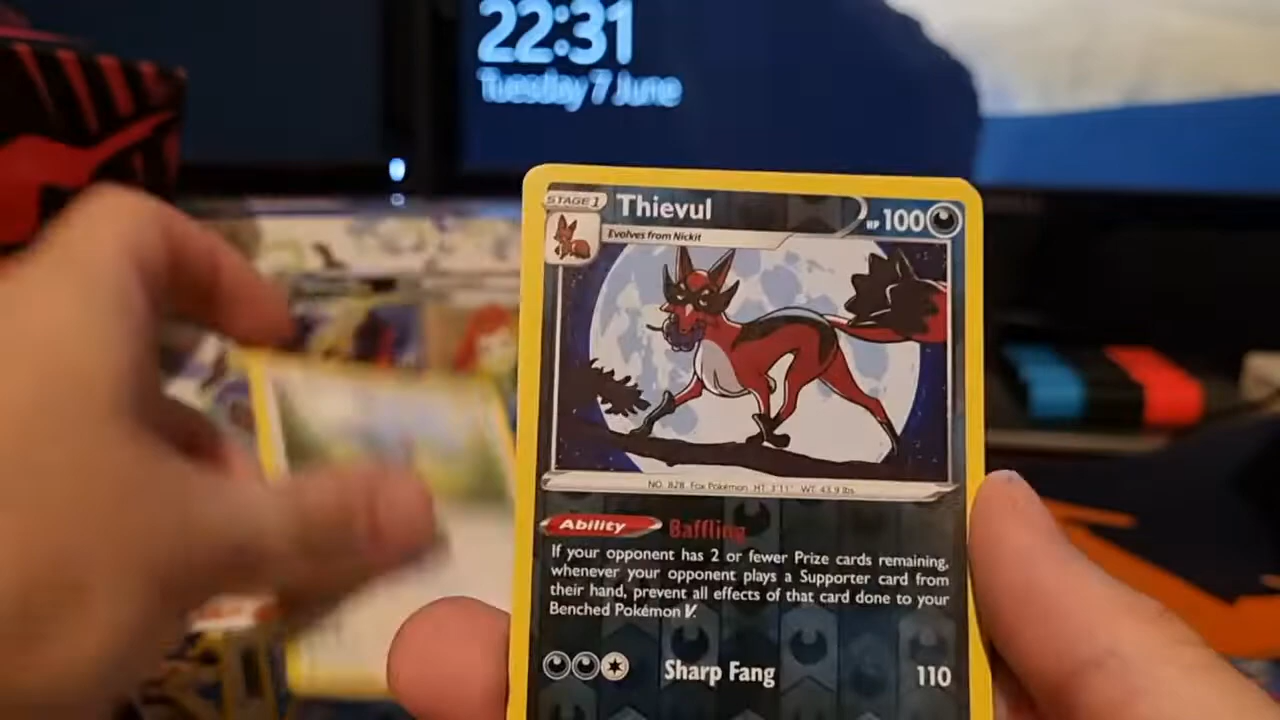 22:31
Tuesday 7 June
STAGE 1
Thievul
HP 100
Evolves from Nickit
NO. 828 Fox Pokémon HT: 3'11" WT: 43.9 lbs.
Ability
Baffling
If your opponent has 2 or fewer Prize cards remaining,
whenever your opponent plays a Supporter card from
their hand, prevent all effects of that card done to your
Benched Pokémon V.
Sharp Fang
110